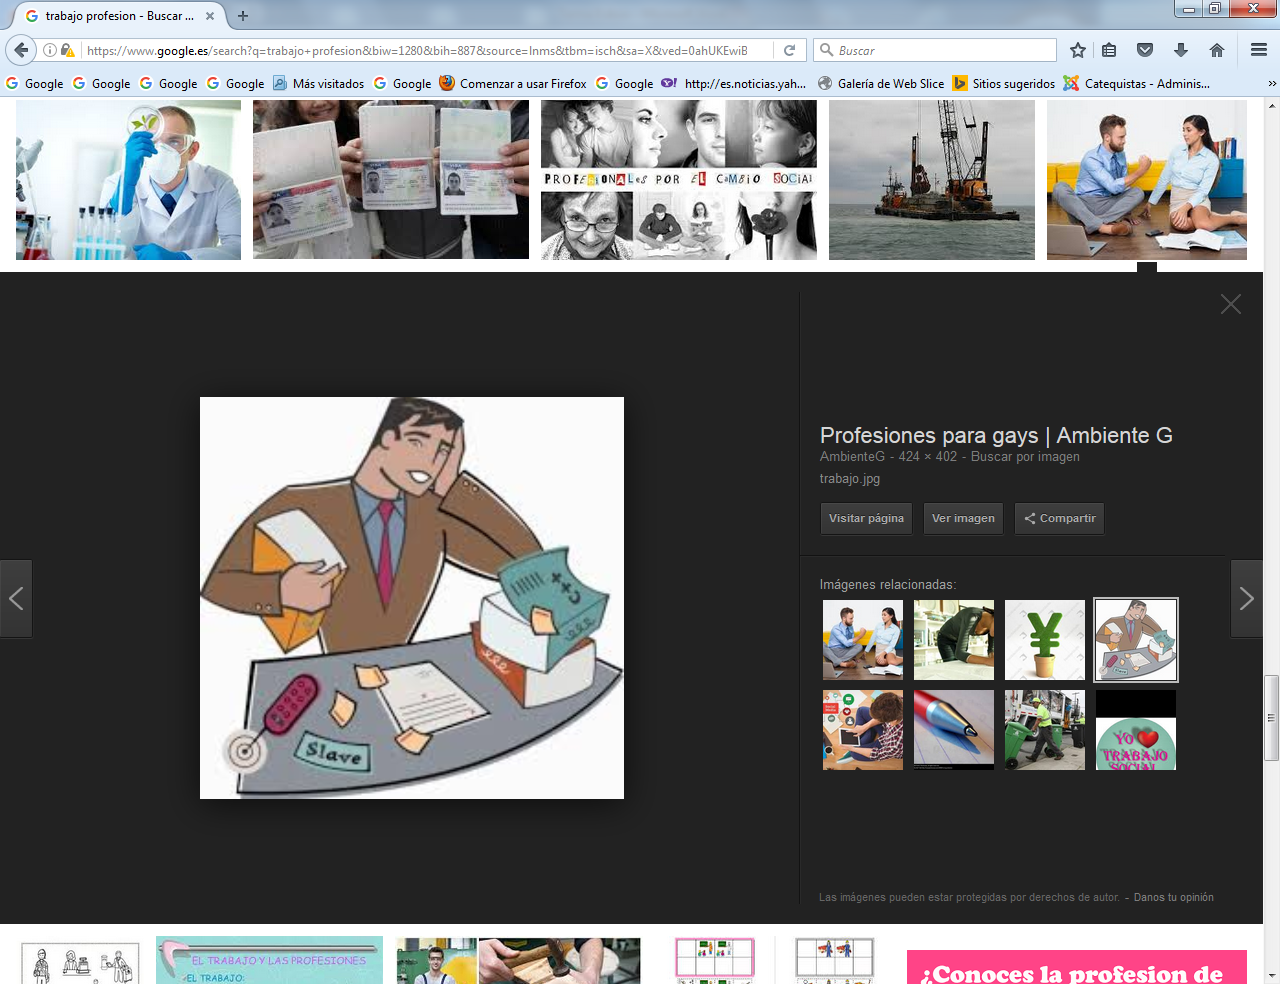 trabajo profesion - Buscar ...
https://www.google.es/search?q=trabajo+profesion&biw=1280&bih=887&source=lnms&tbm=isch&sa=X&ved=0ahUKEwiB
Buscar
Google
Google
Google
Google
Más visitados
Google
Comenzar a usar Firefox
Google
http://es.noticias.yah...
Galería de Web Slice
Sitios sugeridos
Catequistas - Adminis...
PROFESIONALES POR EL CAMBIO SOCIAL
Slave
Profesiones para gays | Ambiente G
AmbienteG - 424 × 402 - Buscar por imagen
trabajo.jpg
Visitar página
Ver imagen
Compartir
Imágenes relacionadas:
YO
TRABAJO
SOCIAL
Las imágenes pueden estar protegidas por derechos de autor. - Danos tu opinión
EL TRABAJO Y LAS PROFESIONES
EL TRABAJO:
¿Conoces la profesion de